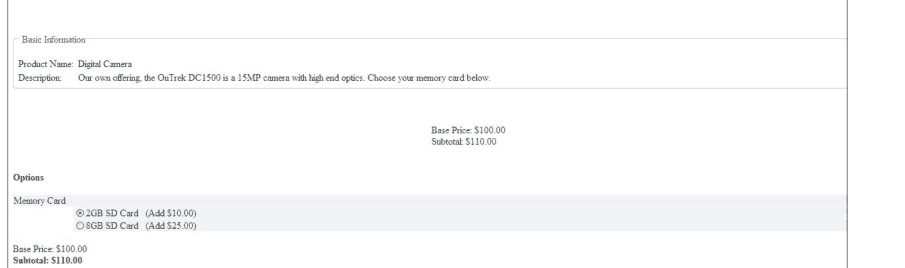 Basic Information
Product Name: Digital Camera
Description: Our own offering, the OnTrek DC1500 is a 15MP camera with high end optics. Choose your memory card below.
Base Price: $100.00
Subtotal: $110.00
Options
Memory Card
2GB SD Card (Add $10.00)
8GB SD Card (Add $25.00)
Base Price: $100.00
Subtotal: $110.00